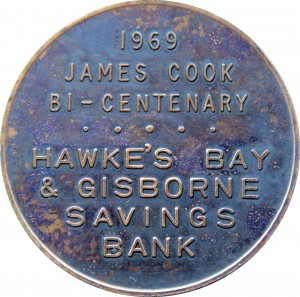 1969
JAMES COOK
BI-CENTENARY
HAWKE'S BAY
& GISBORNE
SAVINGS
BANK